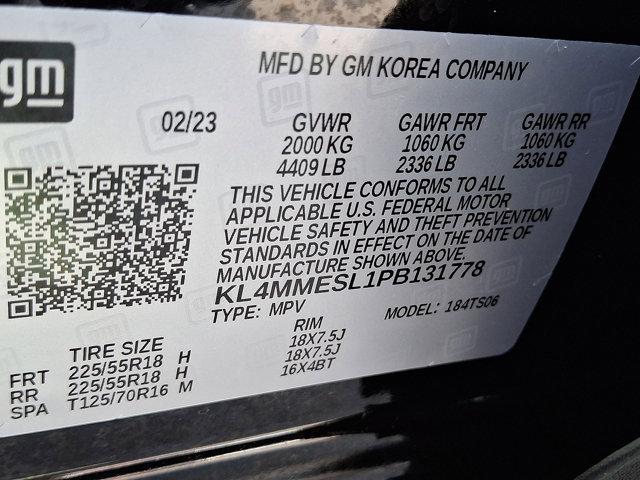 gm
MFD BY GM KOREA COMPANY
02/23 GVWR GAWR FRT GAWR RR
2000 KG 1060 KG 1060 KG
4409 LB 2336 LB 2336 LB
THIS VEHICLE CONFORMS TO ALL
APPLICABLE U.S. FEDERAL MOTOR
VEHICLE SAFETY AND THEFT PREVENTION
STANDARDS IN EFFECT ON THE DATE OF
MANUFACTURE SHOWN ABOVE.
KL4MMESL1PB131778
TYPE: MPV MODEL: 184TS06
TIRE SIZE RIM
FRT 225/55R18 H 18X7.5J
RR 225/55R18 H 18X7.5J
SPA T125/70R16 M 16X4BT